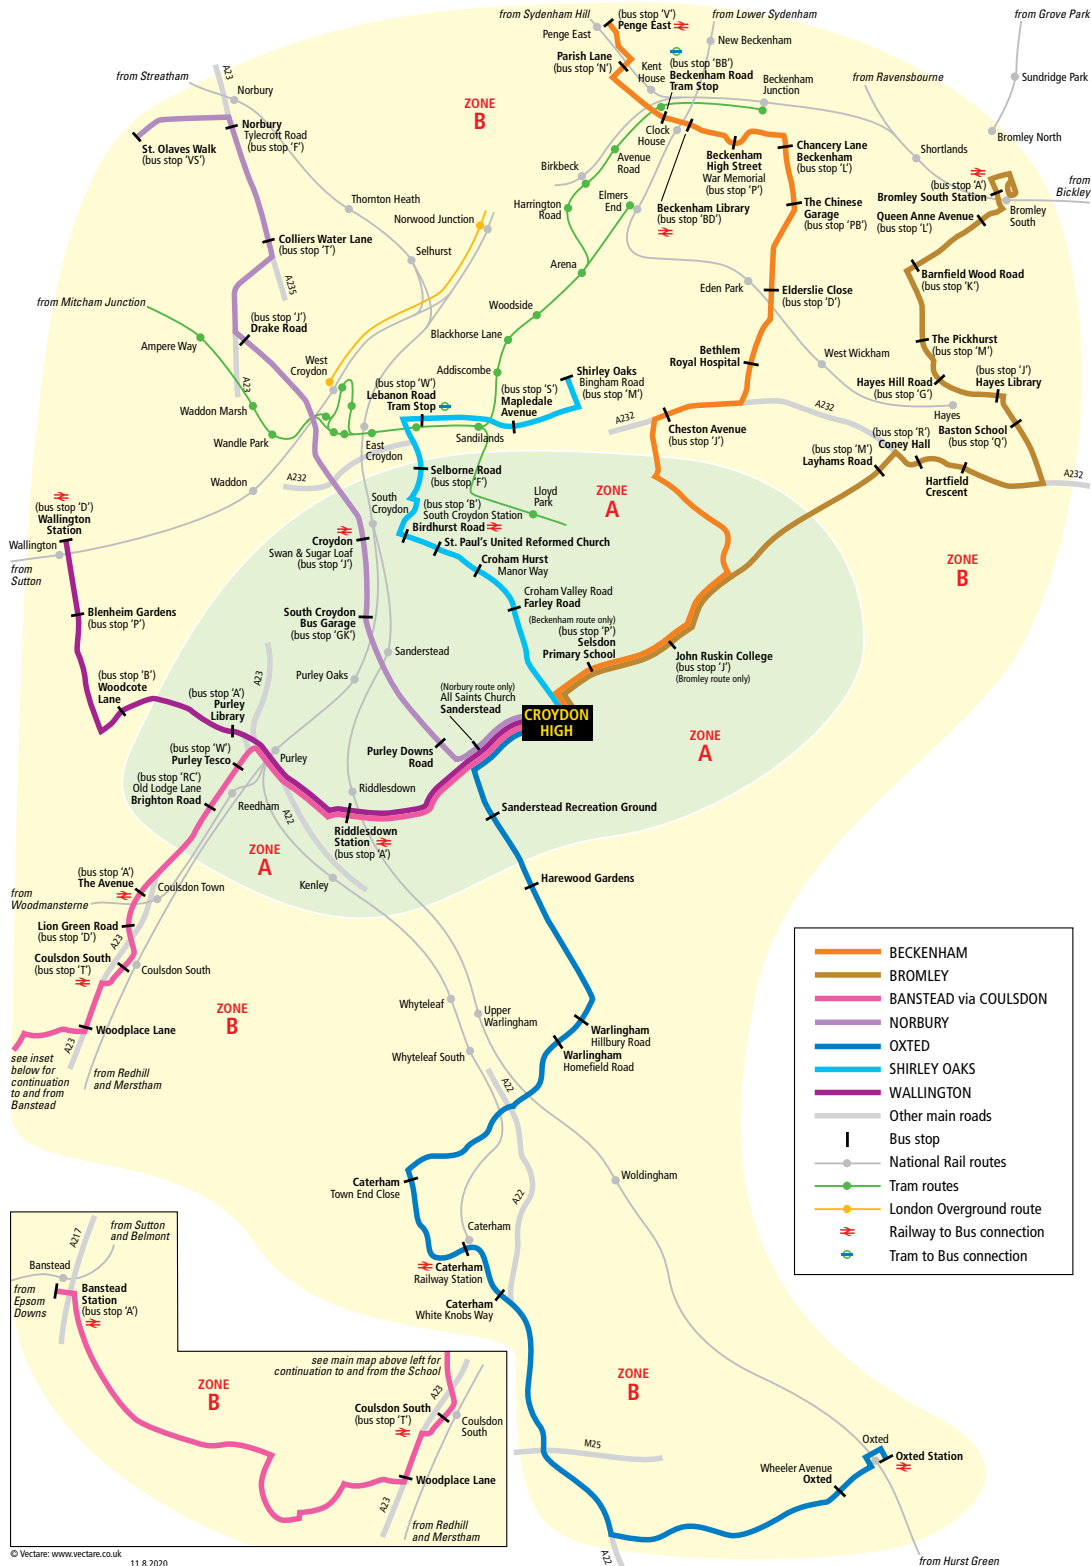 from Sydenham Hill
(bus stop ‘V’)
Penge East
Penge East
from Lower Sydenham
from Grove Park
New Beckenham
Parish Lane
(bus stop ‘N’)
Kent
House
(bus stop ‘BB’)
Beckenham Road
Tram Stop
Beckenham
Junction
from Ravensbourne
Sundridge Park
from Streatham
A23
Norbury
ZONE
B
Bromley North
Norbury
Tylecroft Road
(bus stop ‘F’)
St. Olaves Walk
(bus stop ‘VS’)
Clock
House
Avenue
Road
Birkbeck
Beckenham
High Street
War Memorial
(bus stop ‘P’)
Chancery Lane
Beckenham
(bus stop ‘L’)
Shortlands
(bus stop ‘A’)
Bromley South Station
from
Bickley
Bromley
South
Thornton Heath
Norwood Junction
Harrington
Road
Elmers
End
Beckenham Library
(bus stop ‘BD’)
The Chinese
Garage
(bus stop ‘PB’)
Queen Anne Avenue
(bus stop ‘L’)
Colliers Water Lane
(bus stop ‘T’)
Selhurst
Arena
A235
Eden Park
Elderslie Close
(bus stop ‘D’)
Barnfield Wood Road
(bus stop ‘K’)
from Mitcham Junction
(bus stop ‘J’)
Drake Road
Woodside
Ampere Way
Blackhorse Lane
The Pickhurst
(bus stop ‘M’)
Bethlem
Royal Hospital
West Wickham
West
Croydon
Addiscombe
Shirley Oaks
Bingham Road
(bus stop ‘M’)
(bus stop ‘J’)
Hayes Library
Hayes Hill Road
(bus stop ‘G’)
Hayes
A23
(bus stop ‘W’)
Lebanon Road
Tram Stop
(bus stop ‘S’)
Mapledale
Avenue
Waddon Marsh
A232
A232
Cheston Avenue
(bus stop ‘J’)
Baston School
(bus stop ‘Q’)
(bus stop ‘R’)
Coney Hall
(bus stop ‘M’)
Layhams Road
Wandle Park
East
Croydon
Sandilands
Hartfield
Crescent
A232
Waddon
A232
Selborne Road
(bus stop ‘F’)
Lloyd
Park
ZONE
A
South
Croydon
(bus stop ‘B’)
South Croydon Station
Birdhurst Road
(bus stop ‘D’)
Wallington
Station
Wallington
from
Sutton
Croydon
Swan & Sugar Loaf
(bus stop ‘J’)
St. Paul’s United Reformed Church
Croham Hurst
Manor Way
ZONE
B
Croham Valley Road
Farley Road
Blenheim Gardens
(bus stop ‘P’)
South Croydon
Bus Garage
(bus stop ‘GK’)
(Beckenham route only)
(bus stop ‘P’)
Selsdon
Primary School
John Ruskin College
(bus stop ‘J’)
(Bromley route only)
Sanderstead
Purley Oaks
A23
(bus stop ‘B’)
Woodcote
Lane
(bus stop ‘A’)
Purley
Library
(Norbury route only)
All Saints Church
Sanderstead
CROYDON
HIGH
ZONE
A
(bus stop ‘W’)
Purley Tesco
Purley
Purley Downs
Road
(bus stop ‘RC’)
Old Lodge Lane
Brighton Road
Reedham
A22
Riddlesdown
Sanderstead Recreation Ground
Riddlesdown
Station
(bus stop ‘A’)
ZONE
A
Kenley
Harewood Gardens
(bus stop ‘A’)
The Avenue
Coulsdon Town
from
Woodmansterne
Lion Green Road
(bus stop ‘D’)
A23
Coulsdon South
(bus stop ‘T’)
Coulsdon South
ZONE
B
Whyteleaf
Upper
Warlingham
Woodplace Lane
A23
Warlingham
Hillbury Road
Warlingham
Homefield Road
Whyteleaf South
see inset
below for
continuation
to and from
Banstead
from Redhill
and Merstham
A22
BECKENHAM
BROMLEY
BANSTEAD via COULSDON
NORBURY
OXTED
SHIRLEY OAKS
WALLINGTON
Other main roads
Bus stop
National Rail routes
Tram routes
London Overground route
Railway to Bus connection
Tram to Bus connection
Caterham
Town End Close
A22
Woldingham
Caterham
Caterham
Railway Station
Caterham
White Knobs Way
A217
from Sutton
and Belmont
Banstead
from
Epsom
Downs
Banstead
Station
(bus stop ‘A’)
ZONE
B
see main map above left for
continuation to and from the School
A23
Coulsdon South
(bus stop ‘T’)
Coulsdon
South
Woodplace Lane
A23
from Redhill
and Merstham
ZONE
B
M25
Oxted
Oxted Station
Wheeler Avenue
Oxted
A22
from Hurst Green
© Vectare: www.vectare.co.uk
11.8.2020